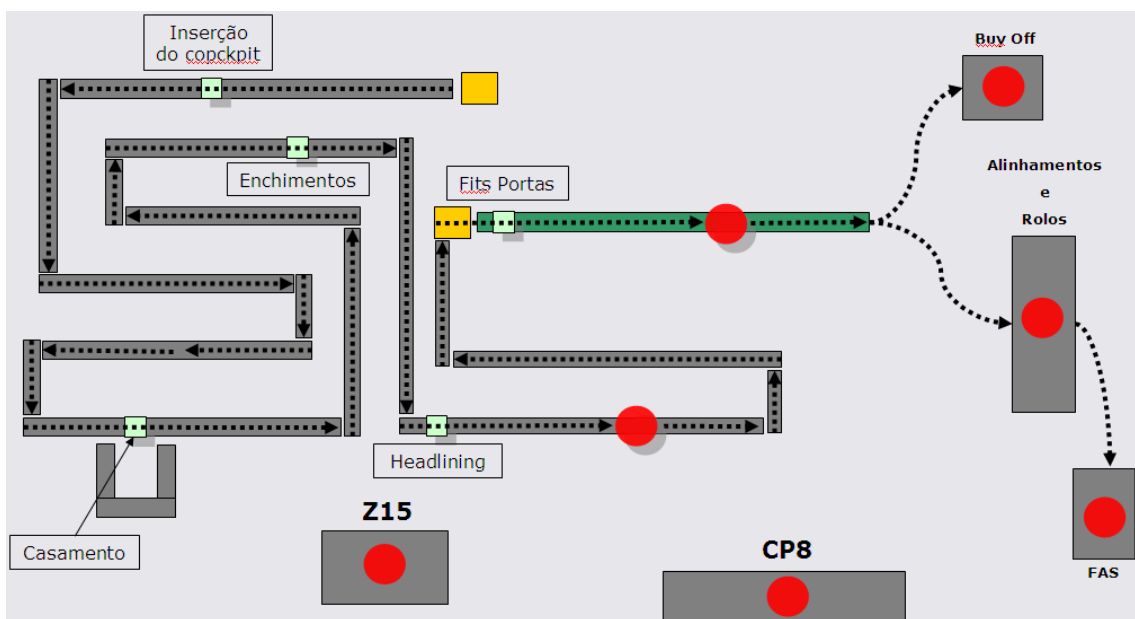 Inserção
do copckpit
Buy Off
Enchimentos
Fits Portas
Alinhamentos
e
Rolos
Headlining
Z15
Casamento
CP8
FAS